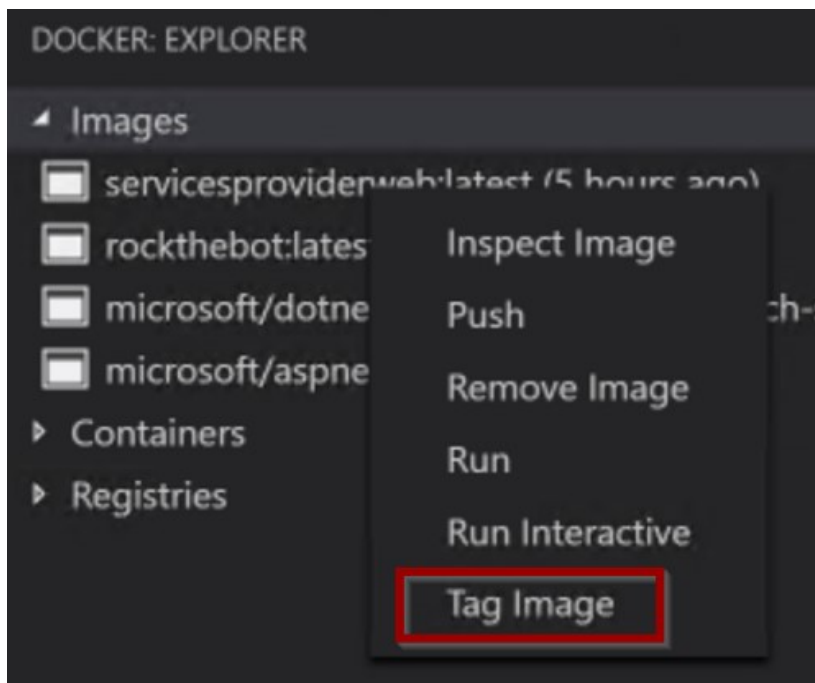 DOCKER: EXPLORER
Images
servicesproviderweb:latest (5 hours ago)
Inspect Image
rockthebot:lates
microsoft/dotne
Push
ch-
microsoft/aspne
Remove Image
Containers
Run
Registries
Run Interactive
Tag Image